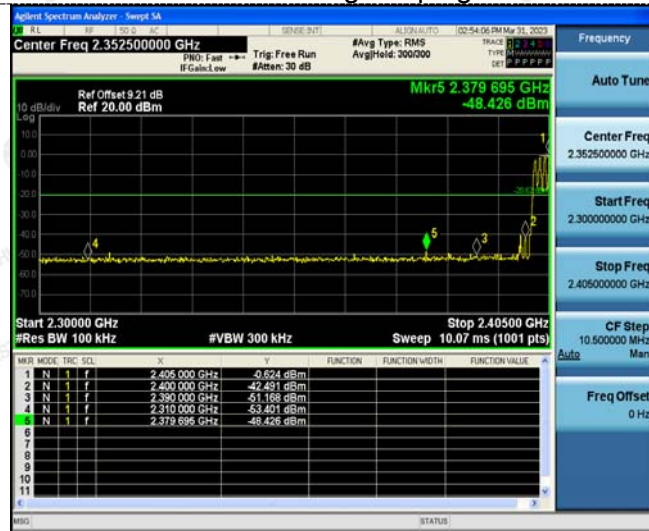 Agilent Spectrum Analyzer - Swept SA
RL RF 50 Ω AC SENSE:INT ALIGNAUTO 02:54:06 PM Mar 31, 2023
Center Freq 2.352500000 GHz
PNO: Fast
IFGain:Low
Trig: Free Run
#Atten: 30 dB
#Avg Type: RMS
Avg|Hold: 300/300
TRACE 1 2 3 4 5 6
TYPE M
DET P P P P P P
Frequency
Auto Tune
Center Freq
2.352500000 GHz
Start Freq
2.300000000 GHz
Stop Freq
2.405000000 GHz
CF Step
10.500000 MHz
Auto Man
Freq Offset
0 Hz
Ref Offset 9.21 dB
10 dB/div Ref 20.00 dBm
Log
Mkr5 2.379 695 GHz
-48.426 dBm
10.0
0.00
-10.0
-20.0
-30.0
-40.0
-50.0
-60.0
-70.0
1
2
3
4
5
Start 2.30000 GHz Stop 2.40500 GHz
#Res BW 100 kHz #VBW 300 kHz Sweep 10.07 ms (1001 pts)
MKR MODE TRC SCL X Y FUNCTION FUNCTION WIDTH FUNCTION VALUE
1 N 1 f 2.405 000 GHz -0.624 dBm
2 N 1 f 2.400 000 GHz -42.491 dBm
3 N 1 f 2.390 000 GHz -51.168 dBm
4 N 1 f 2.310 000 GHz -53.401 dBm
5 N 1 f 2.379 695 GHz -48.426 dBm
6
7
8
9
10
11
MSG STATUS